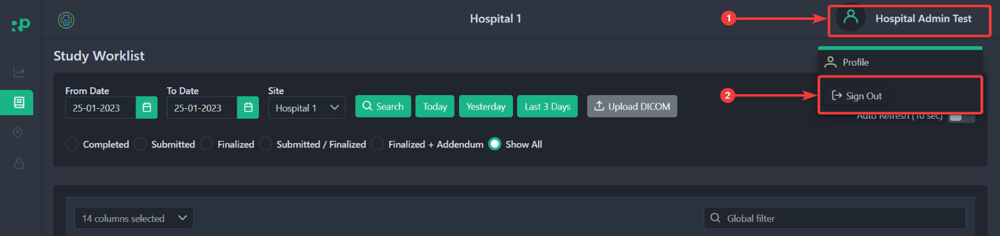 Hospital 1
1
Hospital Admin Test
Study Worklist
Profile
From Date
To Date
Site
25-01-2023
25-01-2023
Hospital 1
Search
Today
Yesterday
Last 3 Days
Upload DICOM
2
Sign Out
Auto Refresh (10 sec)
Completed
Submitted
Finalized
Submitted / Finalized
Finalized + Addendum
Show All
14 columns selected
Global filter